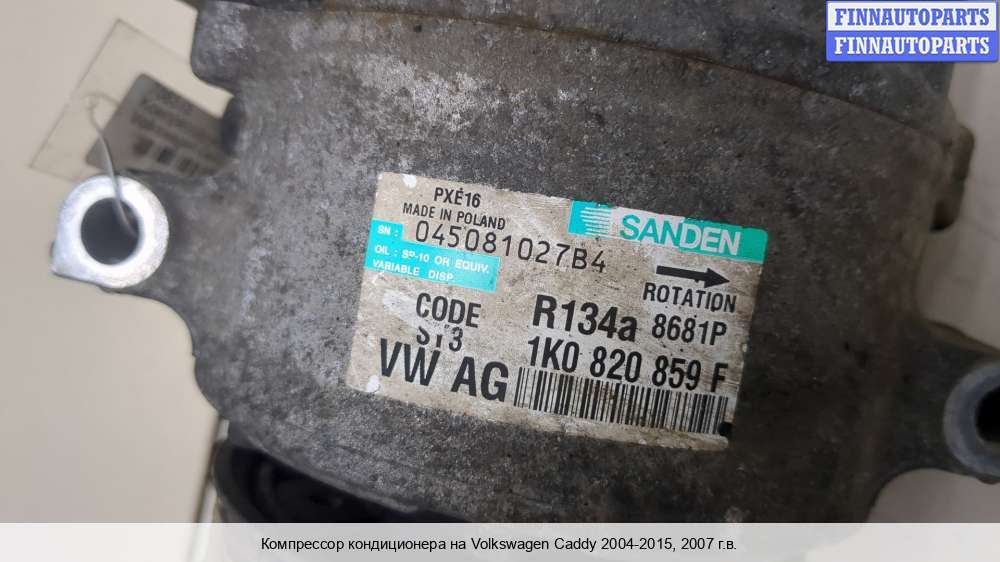 FINNAUTOPARTS
FINNAUTOPARTS
PXE16
MADE IN POLAND
SANDEN
SN : 045081027B4
OIL : SP-10 OR EQUIV.
VARIABLE DISP
ROTATION
CODE R134a 8681P
ST3
1K0 820 859 F
VW AG
Компрессор кондиционера на Volkswagen Caddy 2004-2015, 2007 г.в.